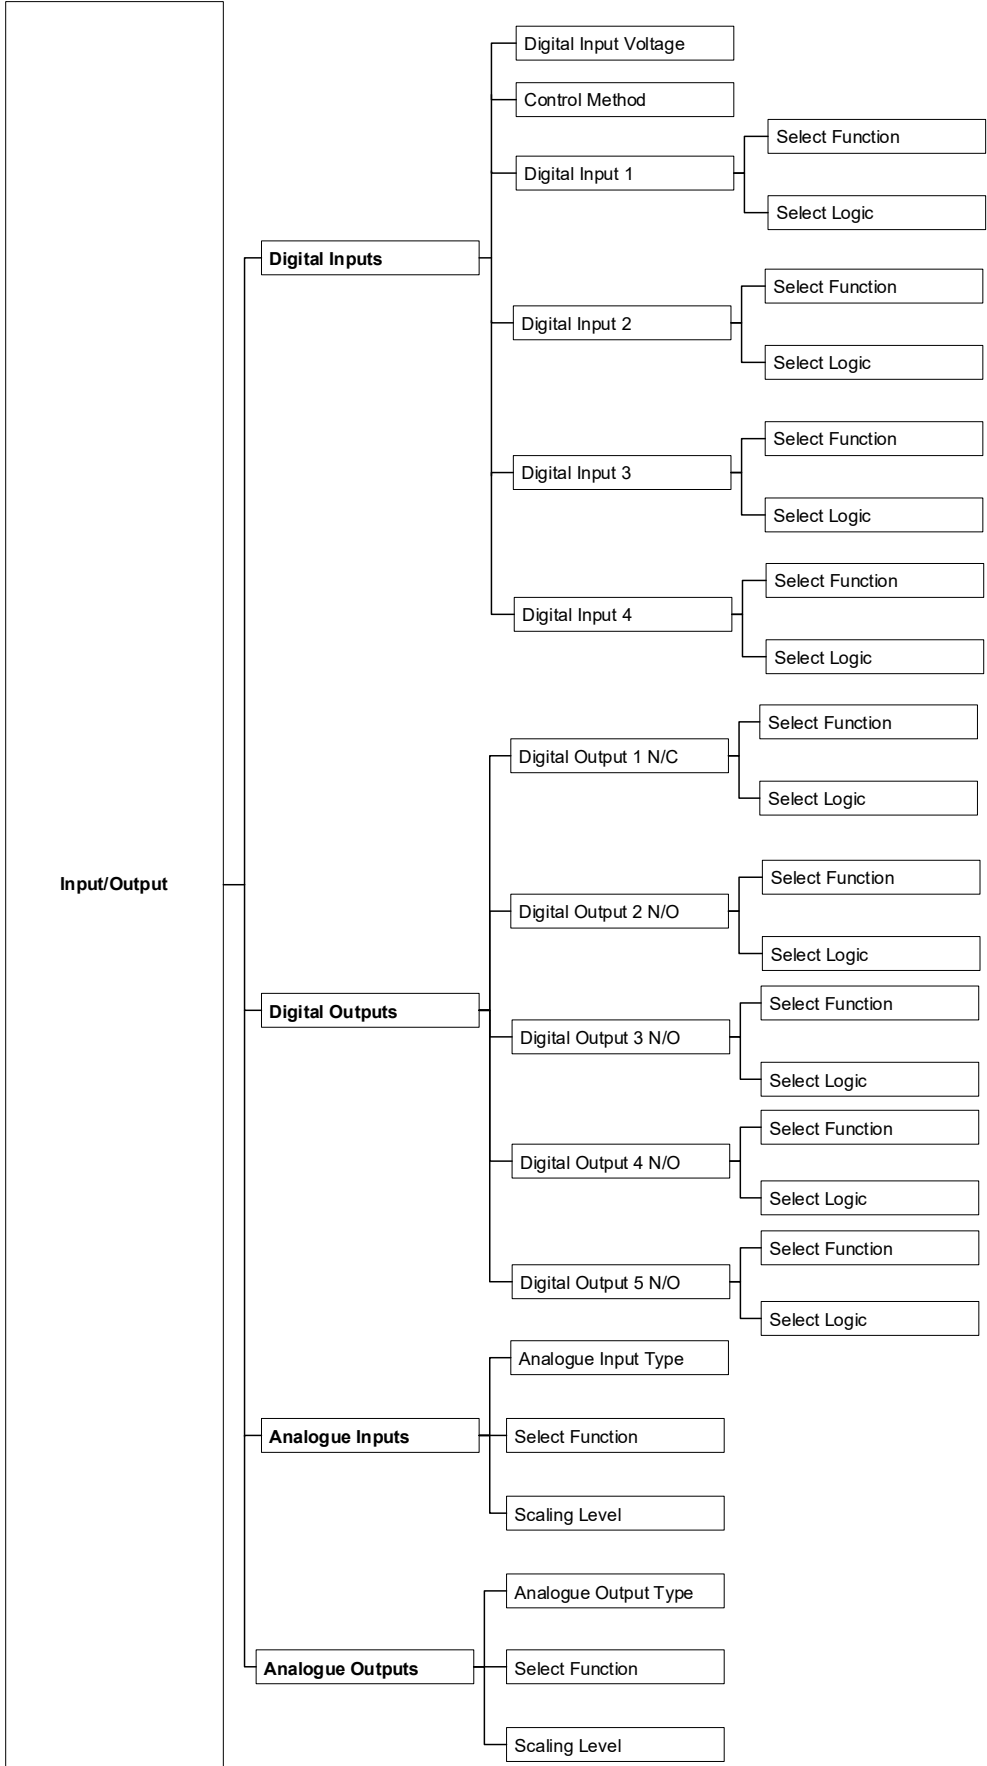 Digital Input Voltage
Control Method
Select Function
Digital Input 1
Select Logic
Digital Inputs
Select Function
Digital Input 2
Select Logic
Select Function
Digital Input 3
Select Logic
Select Function
Digital Input 4
Select Logic
Select Function
Digital Output 1 N/C
Select Logic
Input/Output
Select Function
Digital Output 2 N/O
Select Logic
Digital Outputs
Select Function
Digital Output 3 N/O
Select Logic
Select Function
Digital Output 4 N/O
Select Logic
Select Function
Digital Output 5 N/O
Select Logic
Analogue Input Type
Analogue Inputs
Select Function
Scaling Level
Analogue Output Type
Analogue Outputs
Select Function
Scaling Level